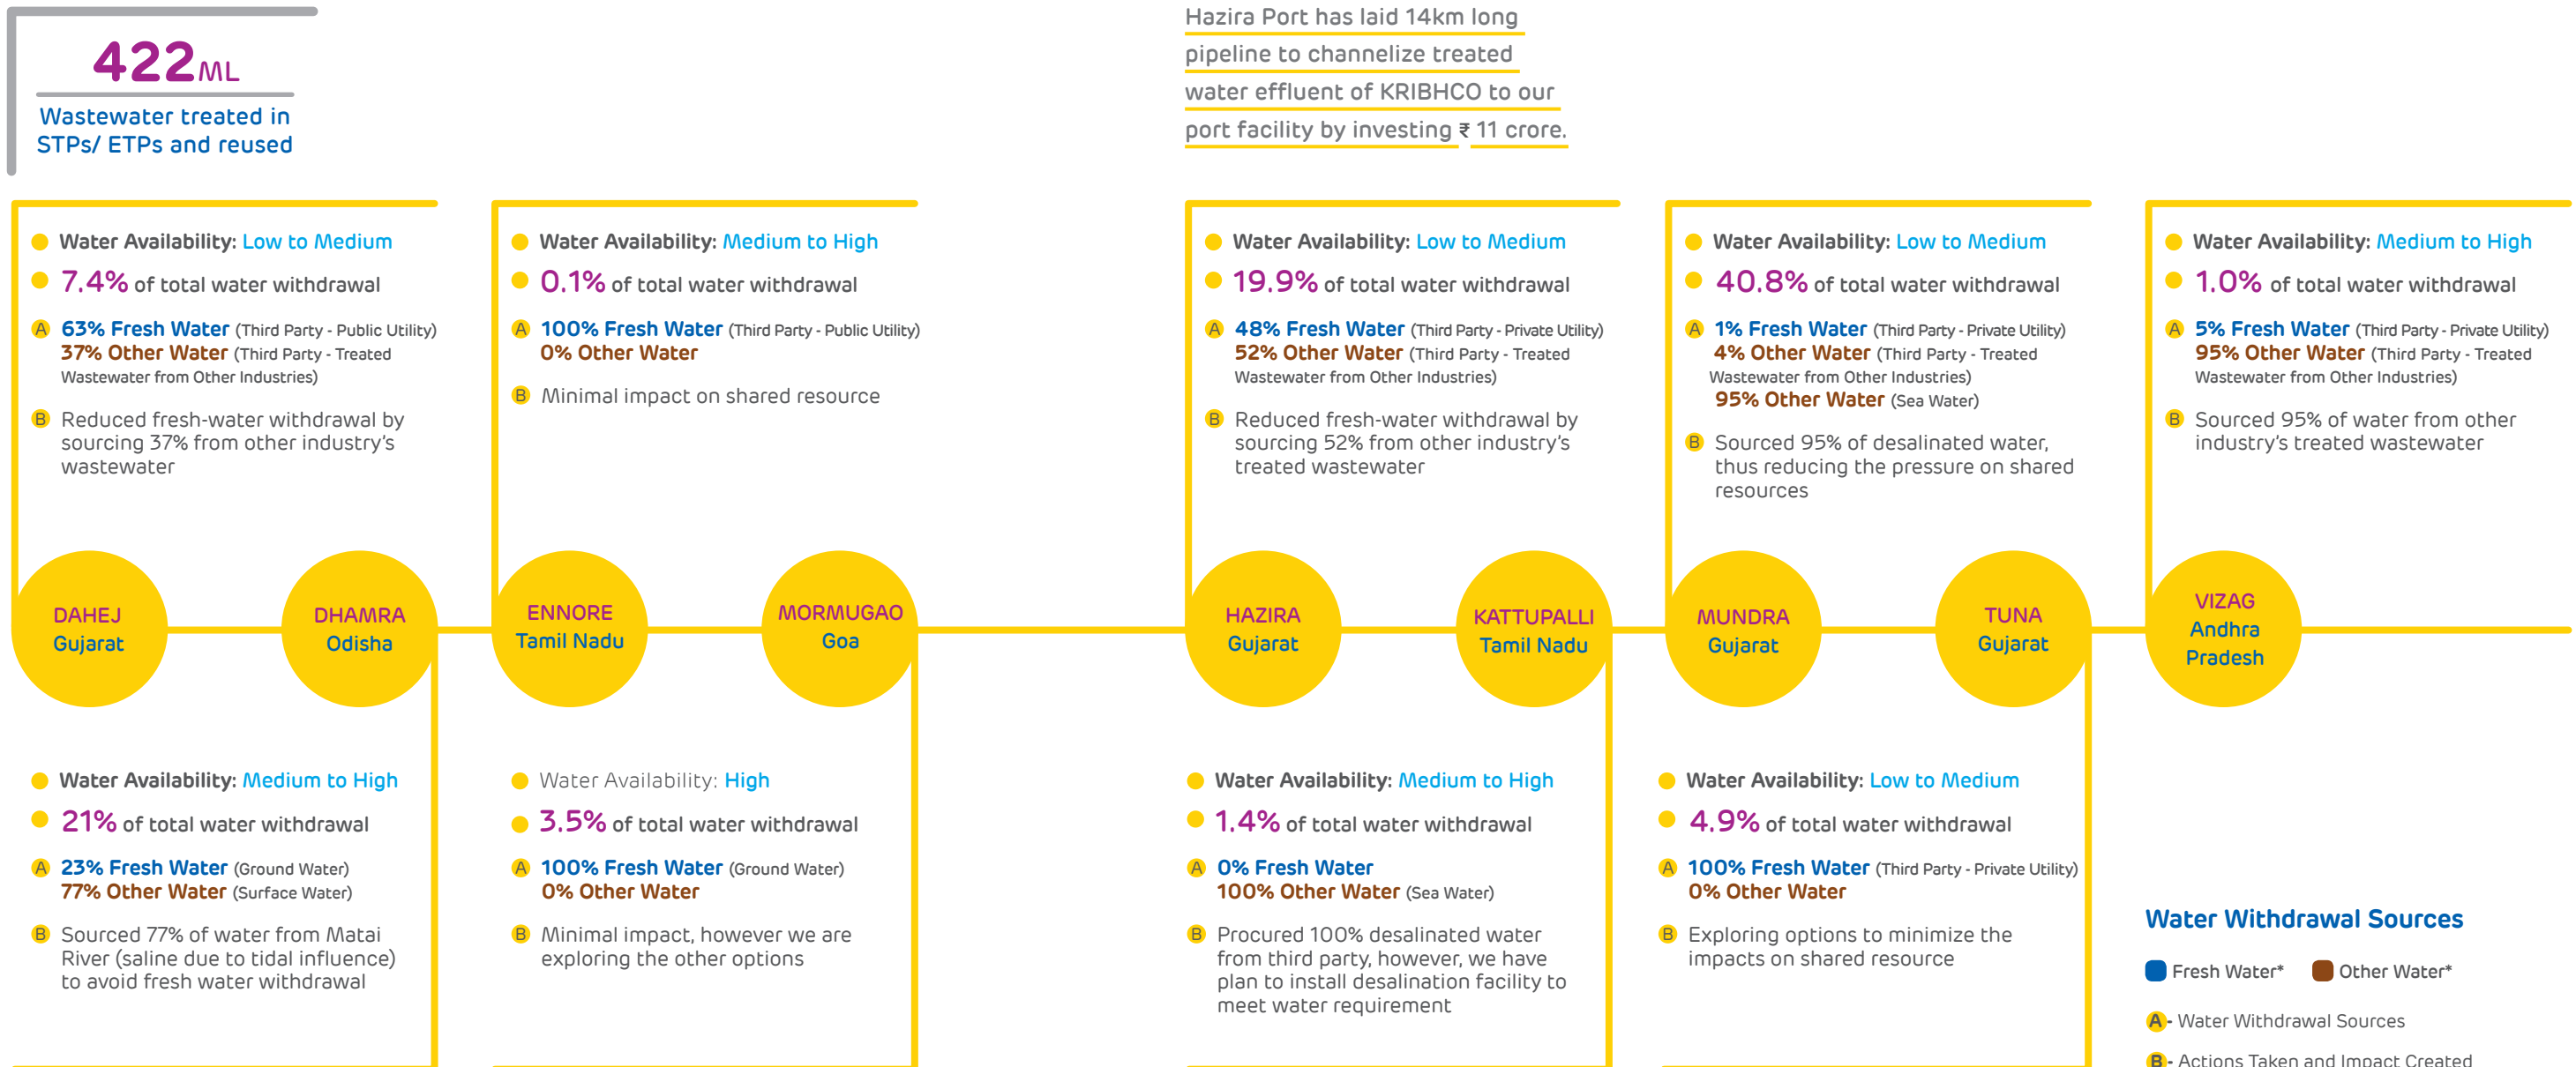 422 ML
Wastewater treated in
STPs/ ETPs and reused
Hazira Port has laid 14km long
pipeline to channelize treated
water effluent of KRIBHCO to our
port facility by investing ₹ 11 crore.
Water Availability: Low to Medium
7.4% of total water withdrawal
A 63% Fresh Water (Third Party - Public Utility)
37% Other Water (Third Party - Treated
Wastewater from Other Industries)
B Reduced fresh-water withdrawal by
sourcing 37% from other industry's
wastewater
Water Availability: Medium to High
0.1% of total water withdrawal
A 100% Fresh Water (Third Party - Public Utility)
0% Other Water
B Minimal impact on shared resource
Water Availability: Low to Medium
19.9% of total water withdrawal
A 48% Fresh Water (Third Party - Private Utility)
52% Other Water (Third Party - Treated
Wastewater from Other Industries)
B Reduced fresh-water withdrawal by
sourcing 52% from other industry's
treated wastewater
Water Availability: Low to Medium
40.8% of total water withdrawal
A 1% Fresh Water (Third Party - Private Utility)
4% Other Water (Third Party - Treated
Wastewater from Other Industries)
95% Other Water (Sea Water)
B Sourced 95% of desalinated water,
thus reducing the pressure on shared
resources
Water Availability: Medium to High
1.0% of total water withdrawal
A 5% Fresh Water (Third Party - Private Utility)
95% Other Water (Third Party - Treated
Wastewater from Other Industries)
B Sourced 95% of water from other
industry's treated wastewater
DAHEJ
Gujarat
DHAMRA
Odisha
ENNORE
Tamil Nadu
MORMUGAO
Goa
HAZIRA
Gujarat
KATTUPALLI
Tamil Nadu
MUNDRA
Gujarat
TUNA
Gujarat
VIZAG
Andhra
Pradesh
Water Availability: Medium to High
21% of total water withdrawal
A 23% Fresh Water (Ground Water)
77% Other Water (Surface Water)
B Sourced 77% of water from Matai
River (saline due to tidal influence)
to avoid fresh water withdrawal
Water Availability: High
3.5% of total water withdrawal
A 100% Fresh Water (Ground Water)
0% Other Water
B Minimal impact, however we are
exploring the other options
Water Availability: Medium to High
1.4% of total water withdrawal
A 0% Fresh Water
100% Other Water (Sea Water)
B Procured 100% desalinated water
from third party, however, we have
plan to install desalination facility to
meet water requirement
Water Availability: Low to Medium
4.9% of total water withdrawal
A 100% Fresh Water (Third Party - Private Utility)
0% Other Water
B Exploring options to minimize the
impacts on shared resource
Water Withdrawal Sources
Fresh Water* Other Water*
A - Water Withdrawal Sources
B - Actions Taken and Impact Created